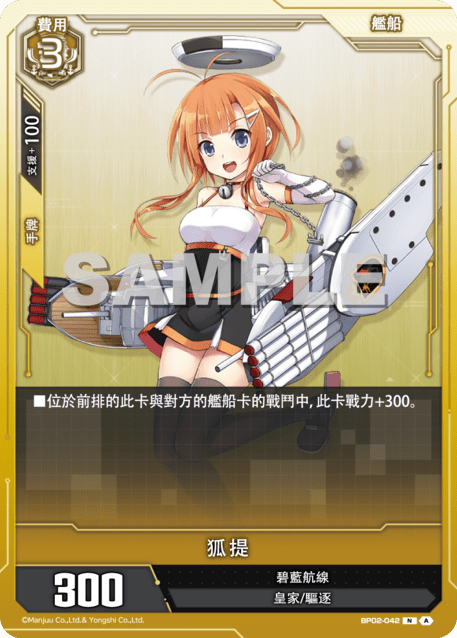 費用
3
艦船
支援+100
手牌
SAMPLE
■位於前排的此卡與對方的艦船卡的戰鬥中,此卡戰力+300。
狐提
300
碧藍航線
皇家/驅逐
©Manjuu Co.,Ltd.& Yongshi Co.,Ltd.
BP02-042 N A